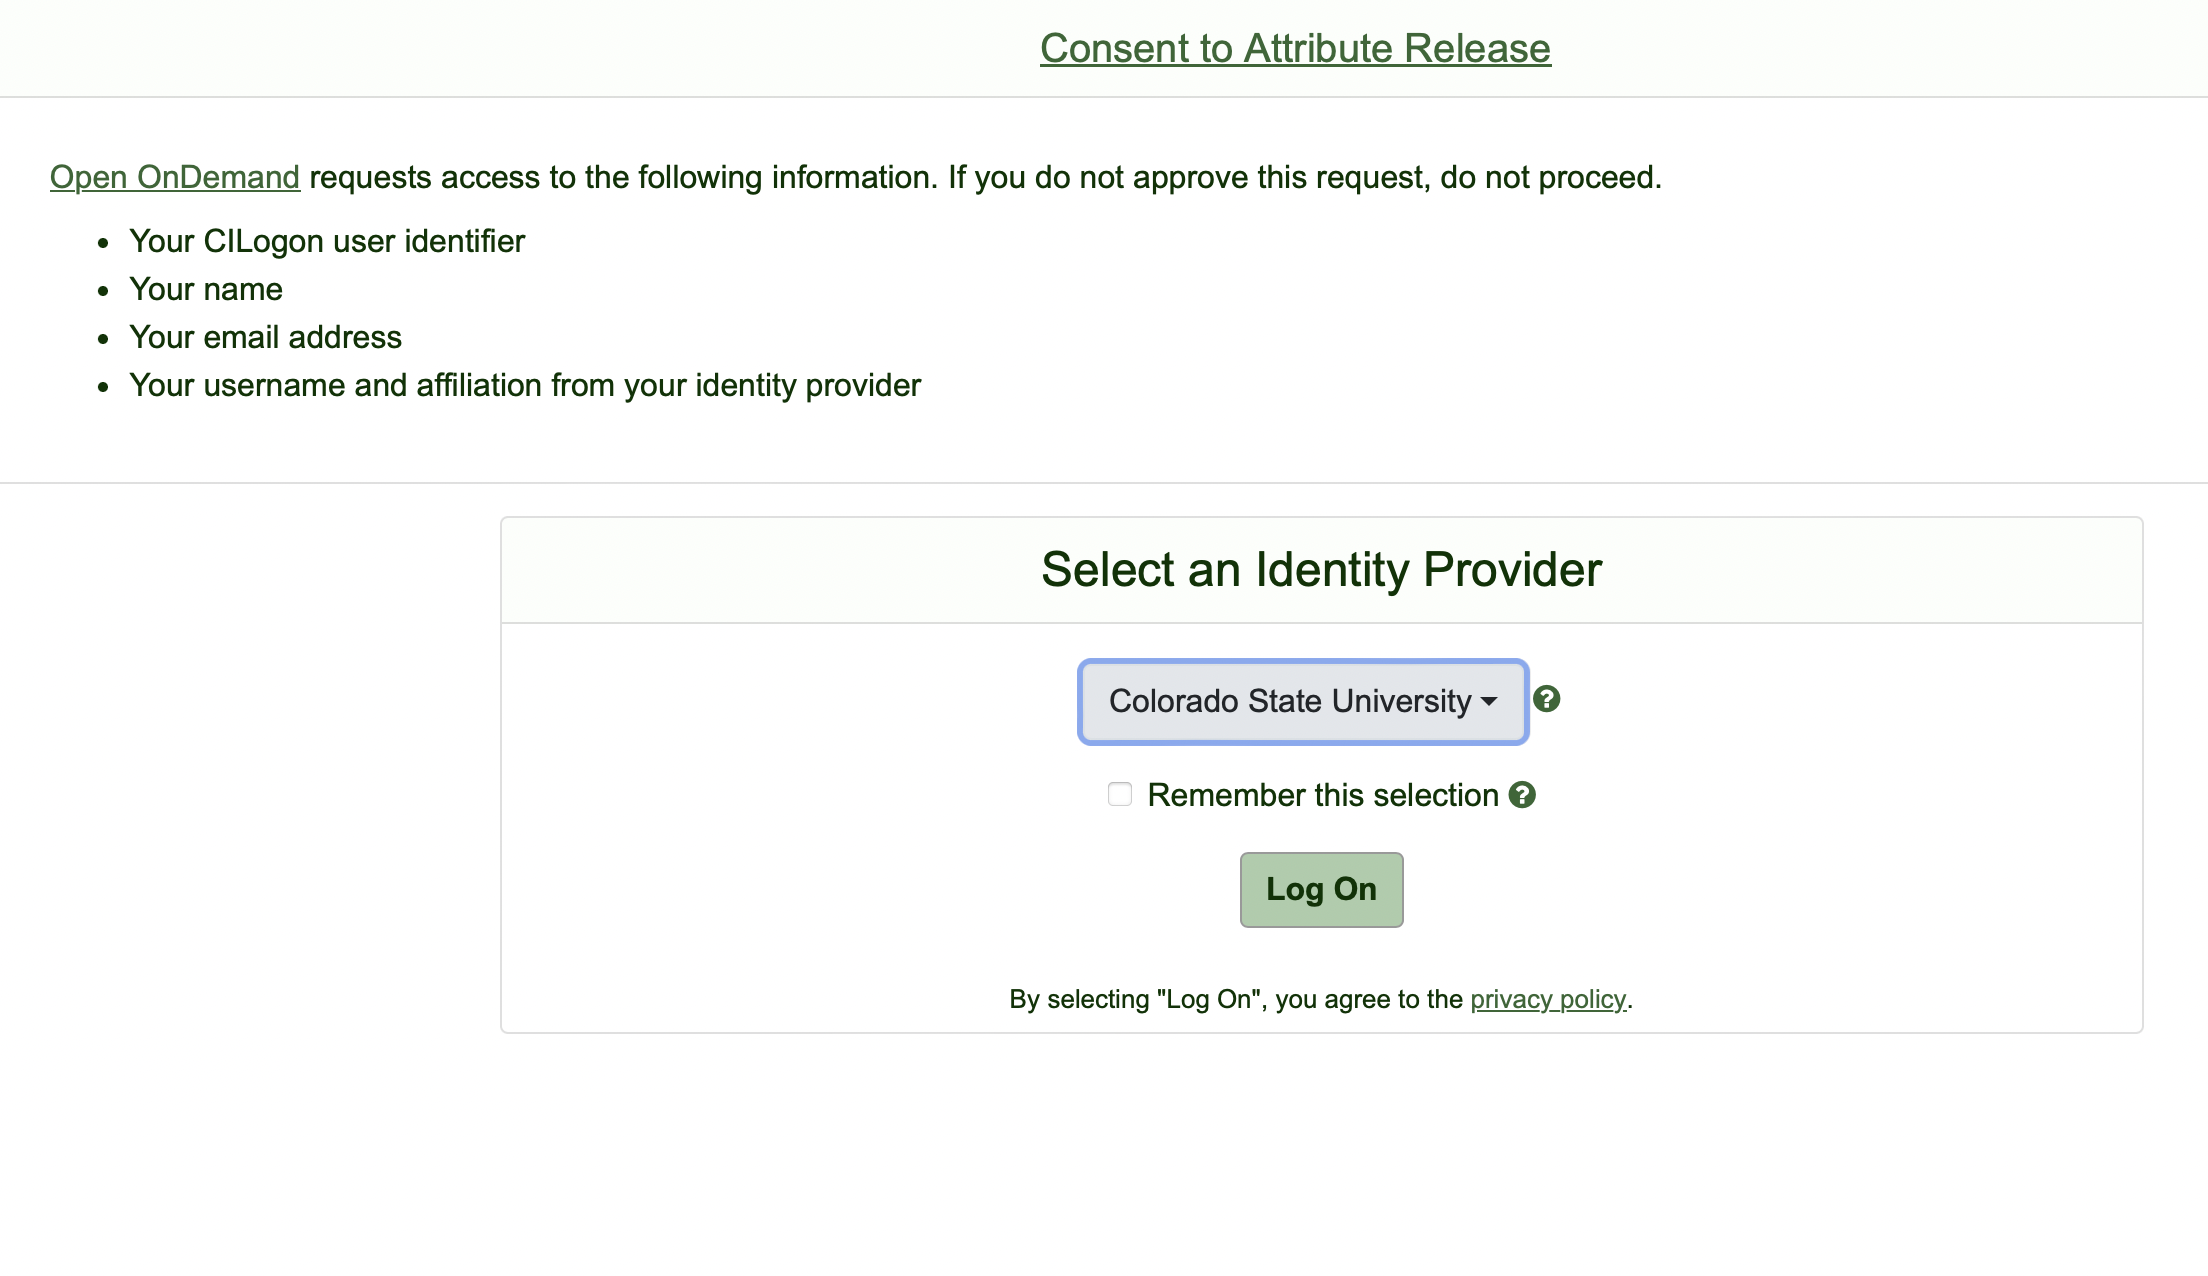 Consent to Attribute Release
Open OnDemand requests access to the following information. If you do not approve this request, do not proceed.
• Your CILogon user identifier
• Your name
• Your email address
• Your username and affiliation from your identity provider
Select an Identity Provider
Colorado State University
Remember this selection
Log On
By selecting "Log On", you agree to the privacy policy.